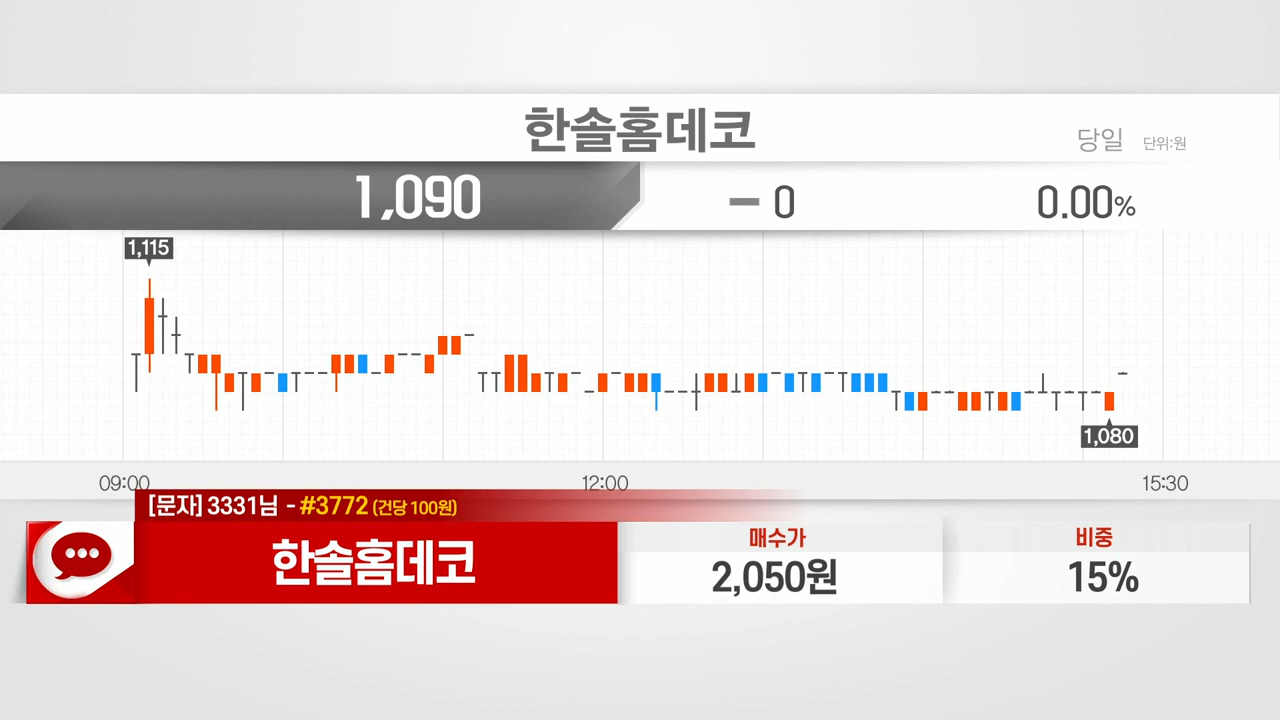 한솔홈데코
당일 단위:원
1,090 0 0.00%
1,115
1,080
09:00 12:00 15:30
[문자] 3331님 - #3772 (건당 100원)
한솔홈데코
매수가
2,050원
비중
15%